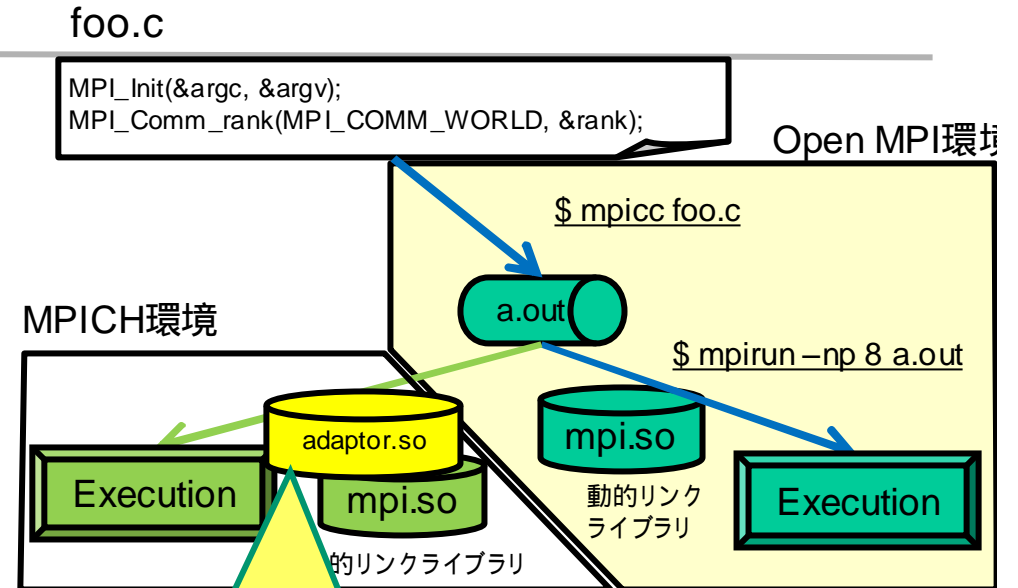 foo.c
MPI_Init(&argc, &argv);
MPI_Comm_rank(MPI_COMM_WORLD, &rank);
Open MPI環
$ mpicc foo.c
a.out
MPICH環境
$ mpirun –np 8 a.out
adaptor.so
mpi.so
Execution
mpi.so
動的リンク
ライブラリ
Execution
的リンクライブラリ